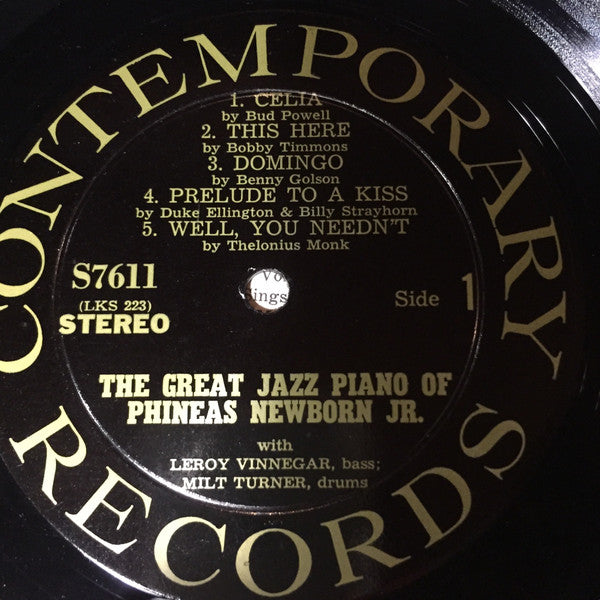 CONTEMPORARY
1. CELIA
by Bud Powell
2. THIS HERE
by Bobby Timmons
3. DOMINGO
by Benny Golson
4. PRELUDE TO A KISS
by Duke Ellington & Billy Strayhorn
5. WELL, YOU NEEDN'T
by Thelonius Monk
S7611
(LKS 223)
STEREO
Side 1
THE GREAT JAZZ PIANO OF
PHINEAS NEWBORN JR.
with
LEROY VINNEGAR, bass;
MILT TURNER, drums
RECORDS